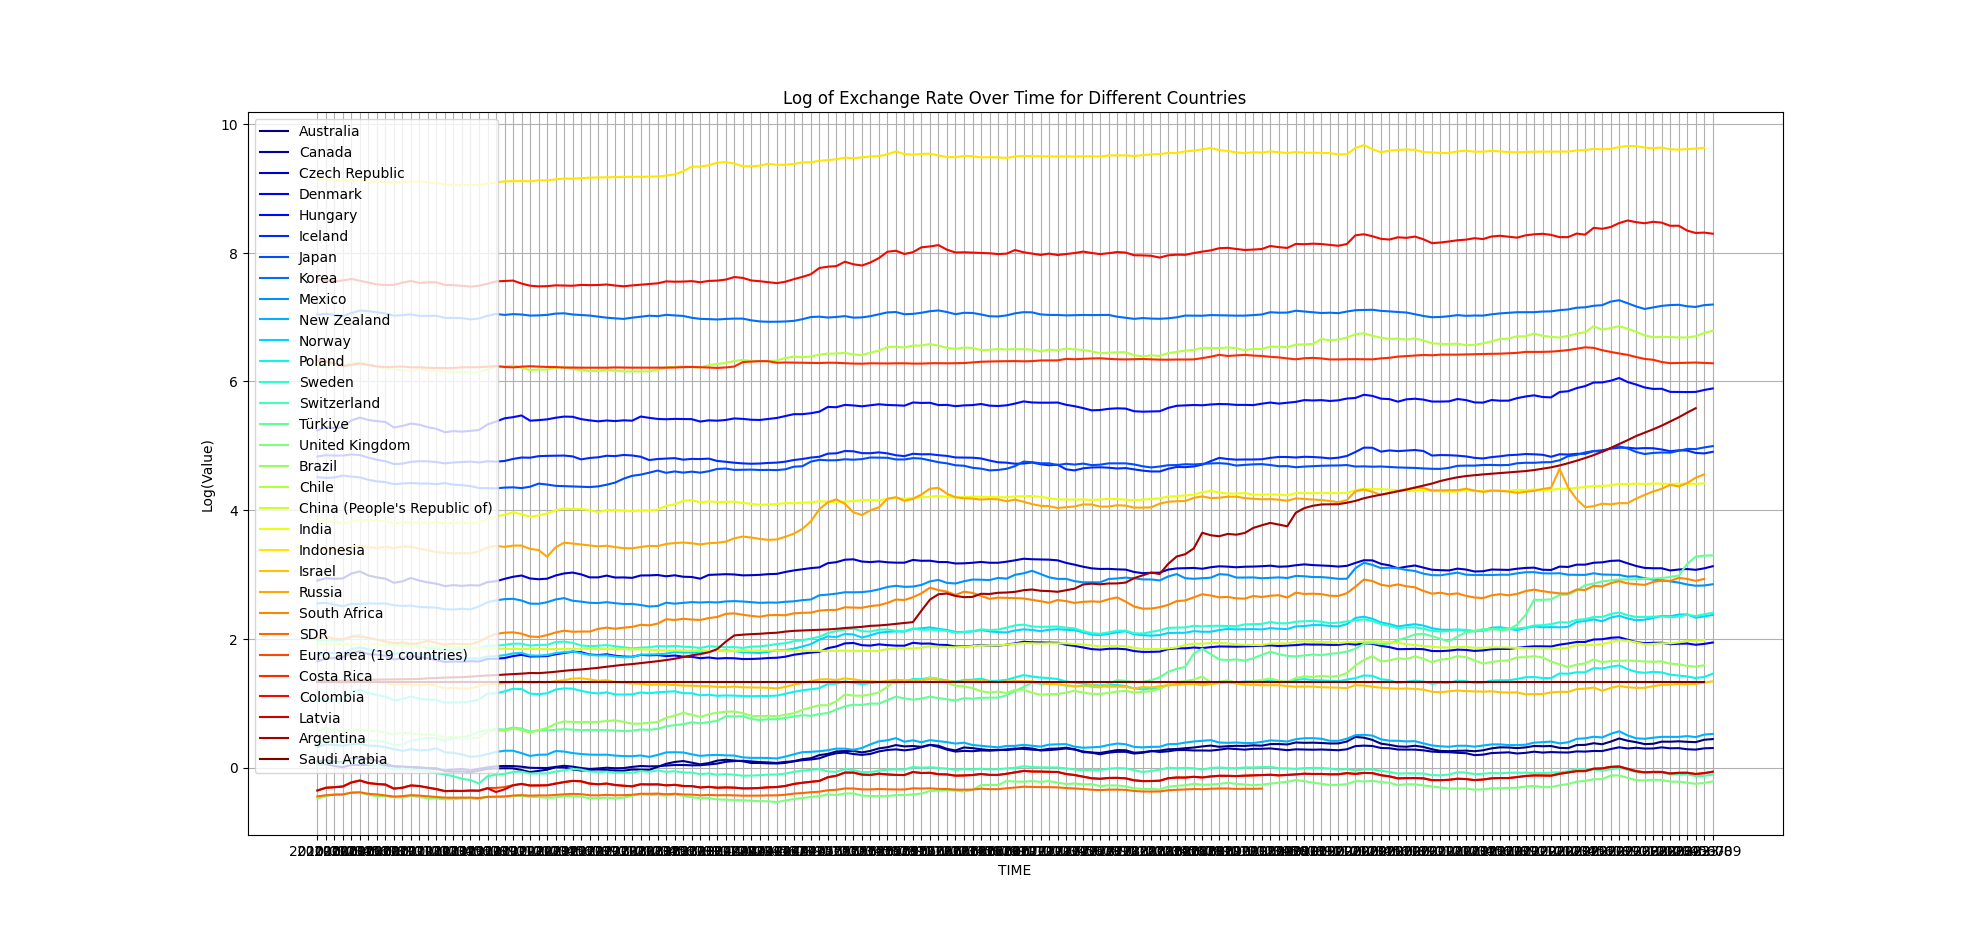 Log of Exchange Rate Over Time for Different Countries
10
8
6
4
2
0
Log(Value)
Australia
Canada
Czech Republic
Denmark
Hungary
Iceland
Japan
Korea
Mexico
New Zealand
Norway
Poland
Sweden
Switzerland
Türkiye
United Kingdom
Brazil
Chile
China (People's Republic of)
India
Indonesia
Israel
Russia
South Africa
SDR
Euro area (19 countries)
Costa Rica
Colombia
Latvia
Argentina
Saudi Arabia
TIME